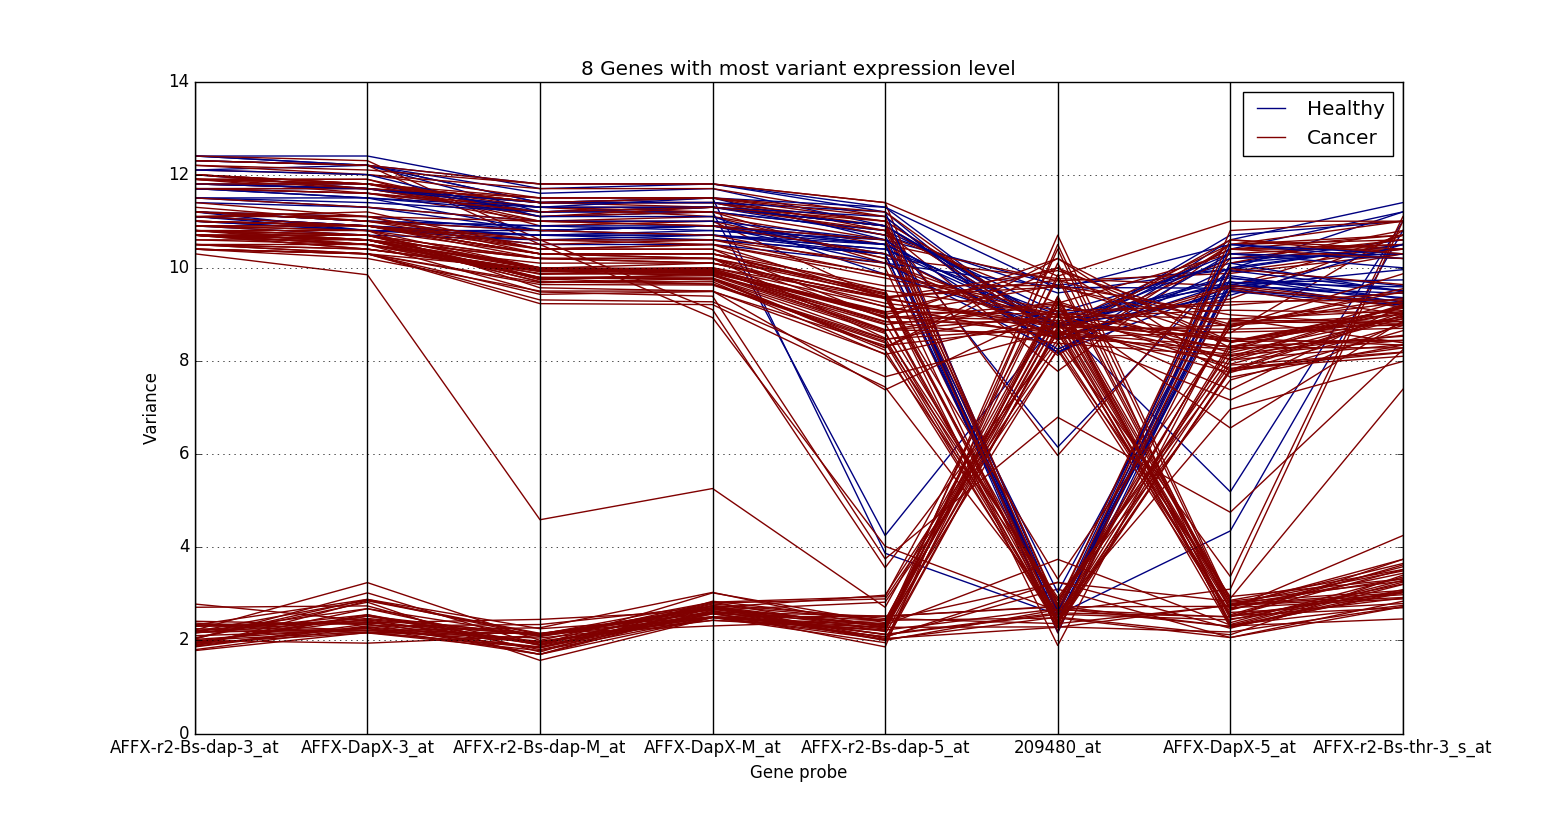 8 Genes with most variant expression level
Healthy
Cancer
14
12
10
8
6
4
2
0
Variance
AFFX-r2-Bs-dap-3_at AFFX-DapX-3_at AFFX-r2-Bs-dap-M_at AFFX-DapX-M_at AFFX-r2-Bs-dap-5_at 209480_at AFFX-DapX-5_at AFFX-r2-Bs-thr-3_s_at
Gene probe